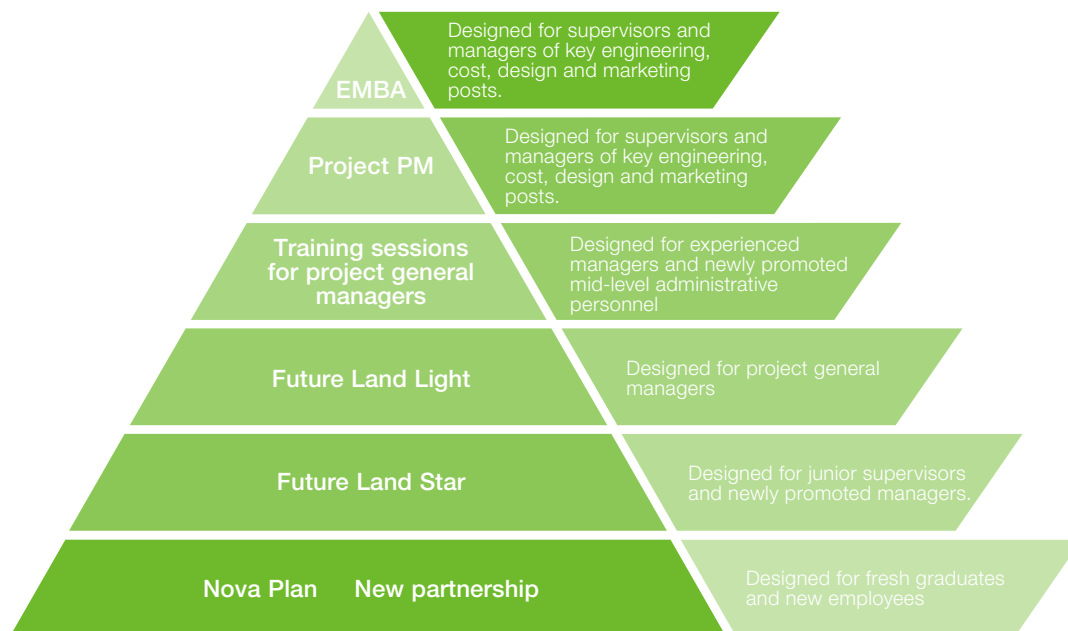 EMBA
Designed for supervisors and
managers of key engineering,
cost, design and marketing
posts.
Project PM
Designed for supervisors and
managers of key engineering,
cost, design and marketing
posts.
Training sessions
for project general
managers
Designed for experienced
managers and newly promoted
mid-level administrative
personnel
Future Land Light
Designed for project general
managers
Future Land Star
Designed for junior supervisors
and newly promoted managers.
Nova Plan New partnership
Designed for fresh graduates
and new employees